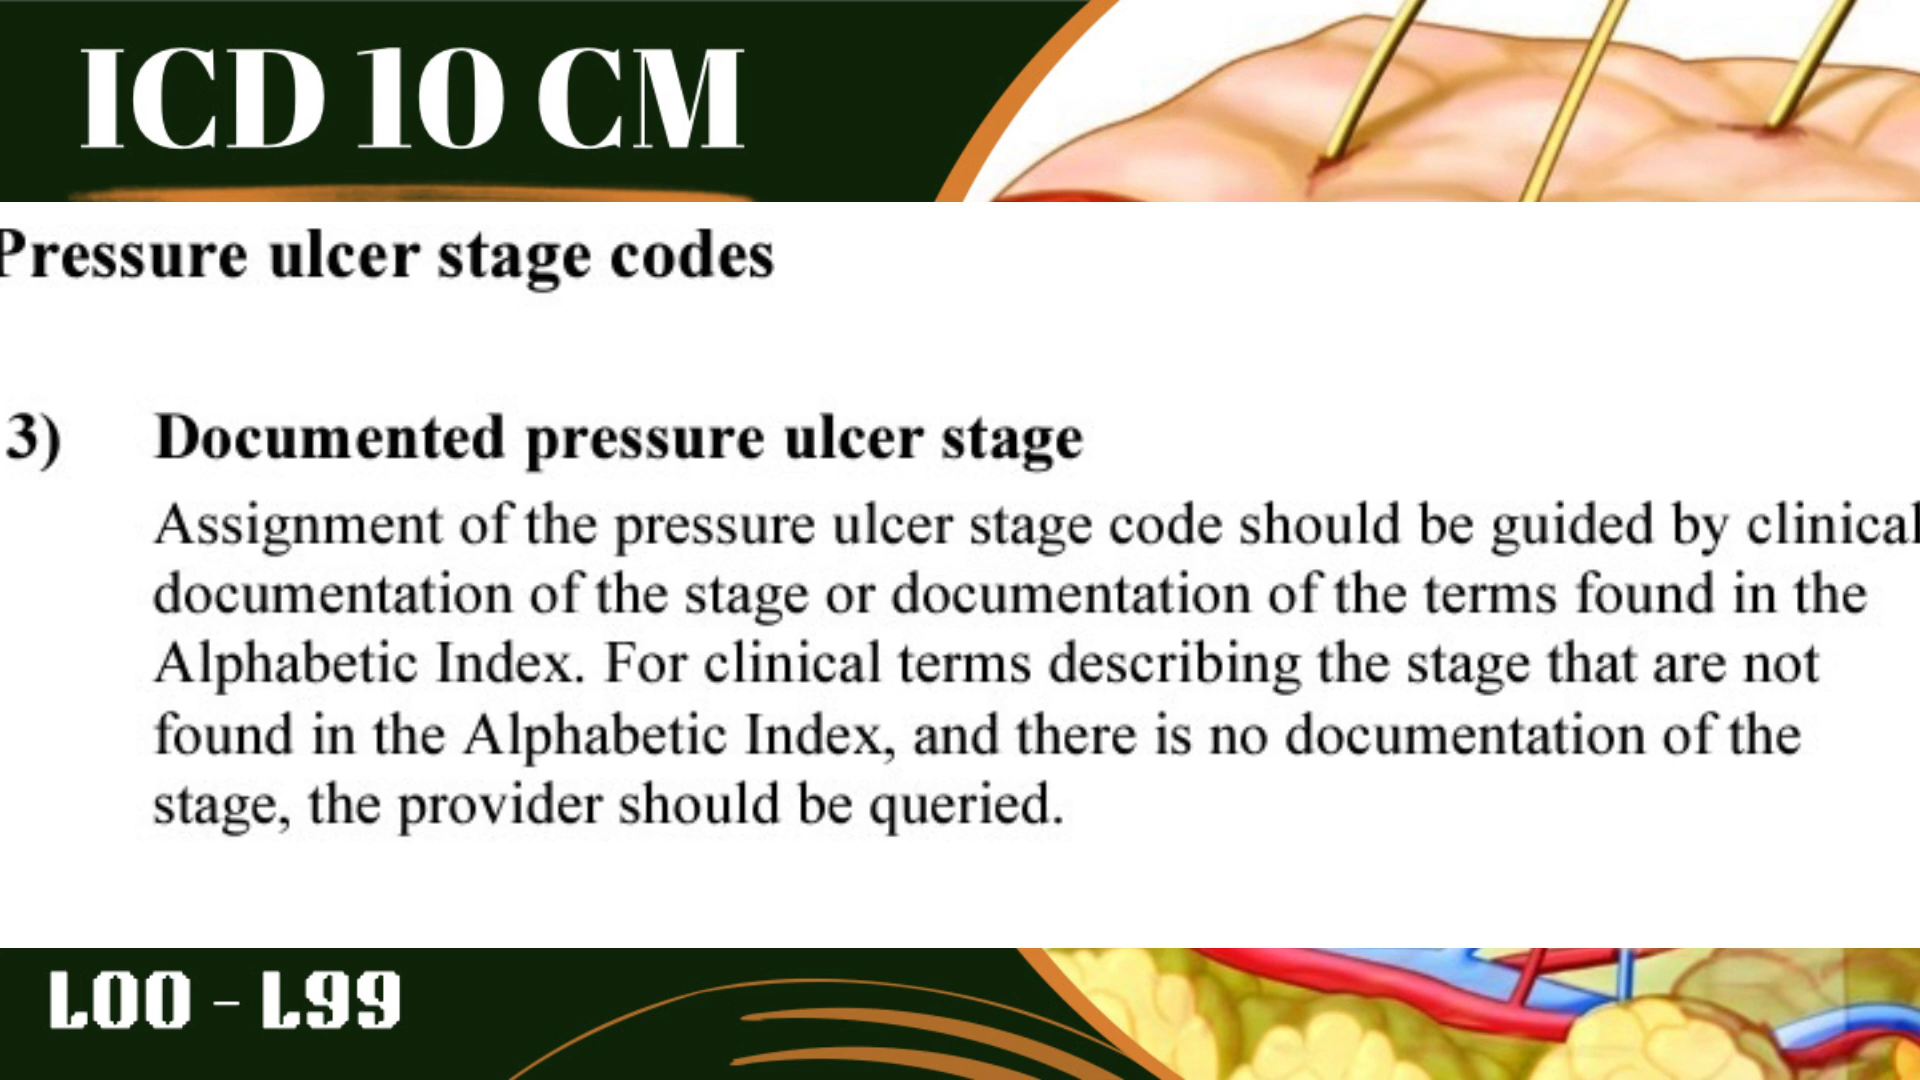 ICD 10 CM
Pressure ulcer stage codes
3) Documented pressure ulcer stage
Assignment of the pressure ulcer stage code should be guided by clinical
documentation of the stage or documentation of the terms found in the
Alphabetic Index. For clinical terms describing the stage that are not
found in the Alphabetic Index, and there is no documentation of the
stage, the provider should be queried.
L00 - L99